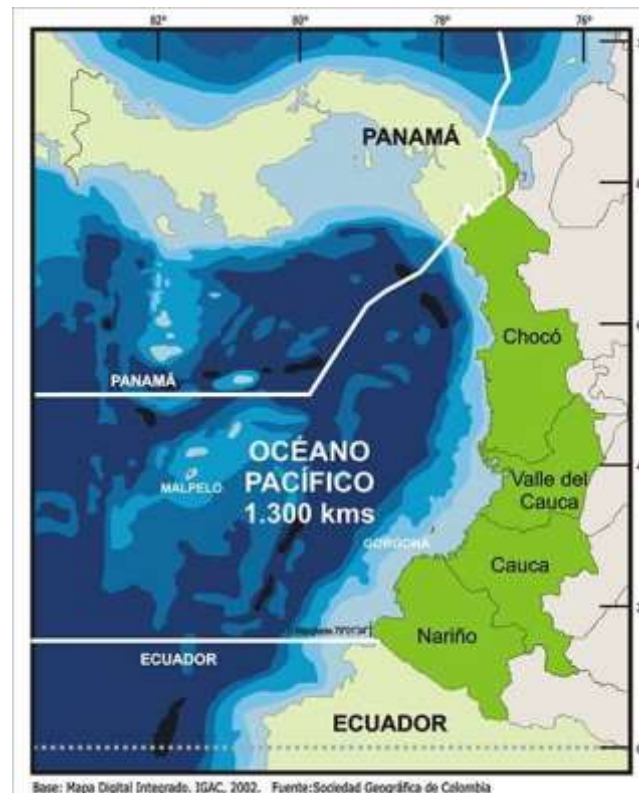 82°
80°
78°
76°
PANAMÁ
Chocó
PANAMÁ
OCÉANO
PACÍFICO
1.300 kms
MALPELO
Valle del
Cauca
GORGONA
Cauca
Nariño
ECUADOR
ECUADOR
Base: Mapa Digital Integrado. IGAC, 2002. Fuente:Sociedad Geográfica de Colombia